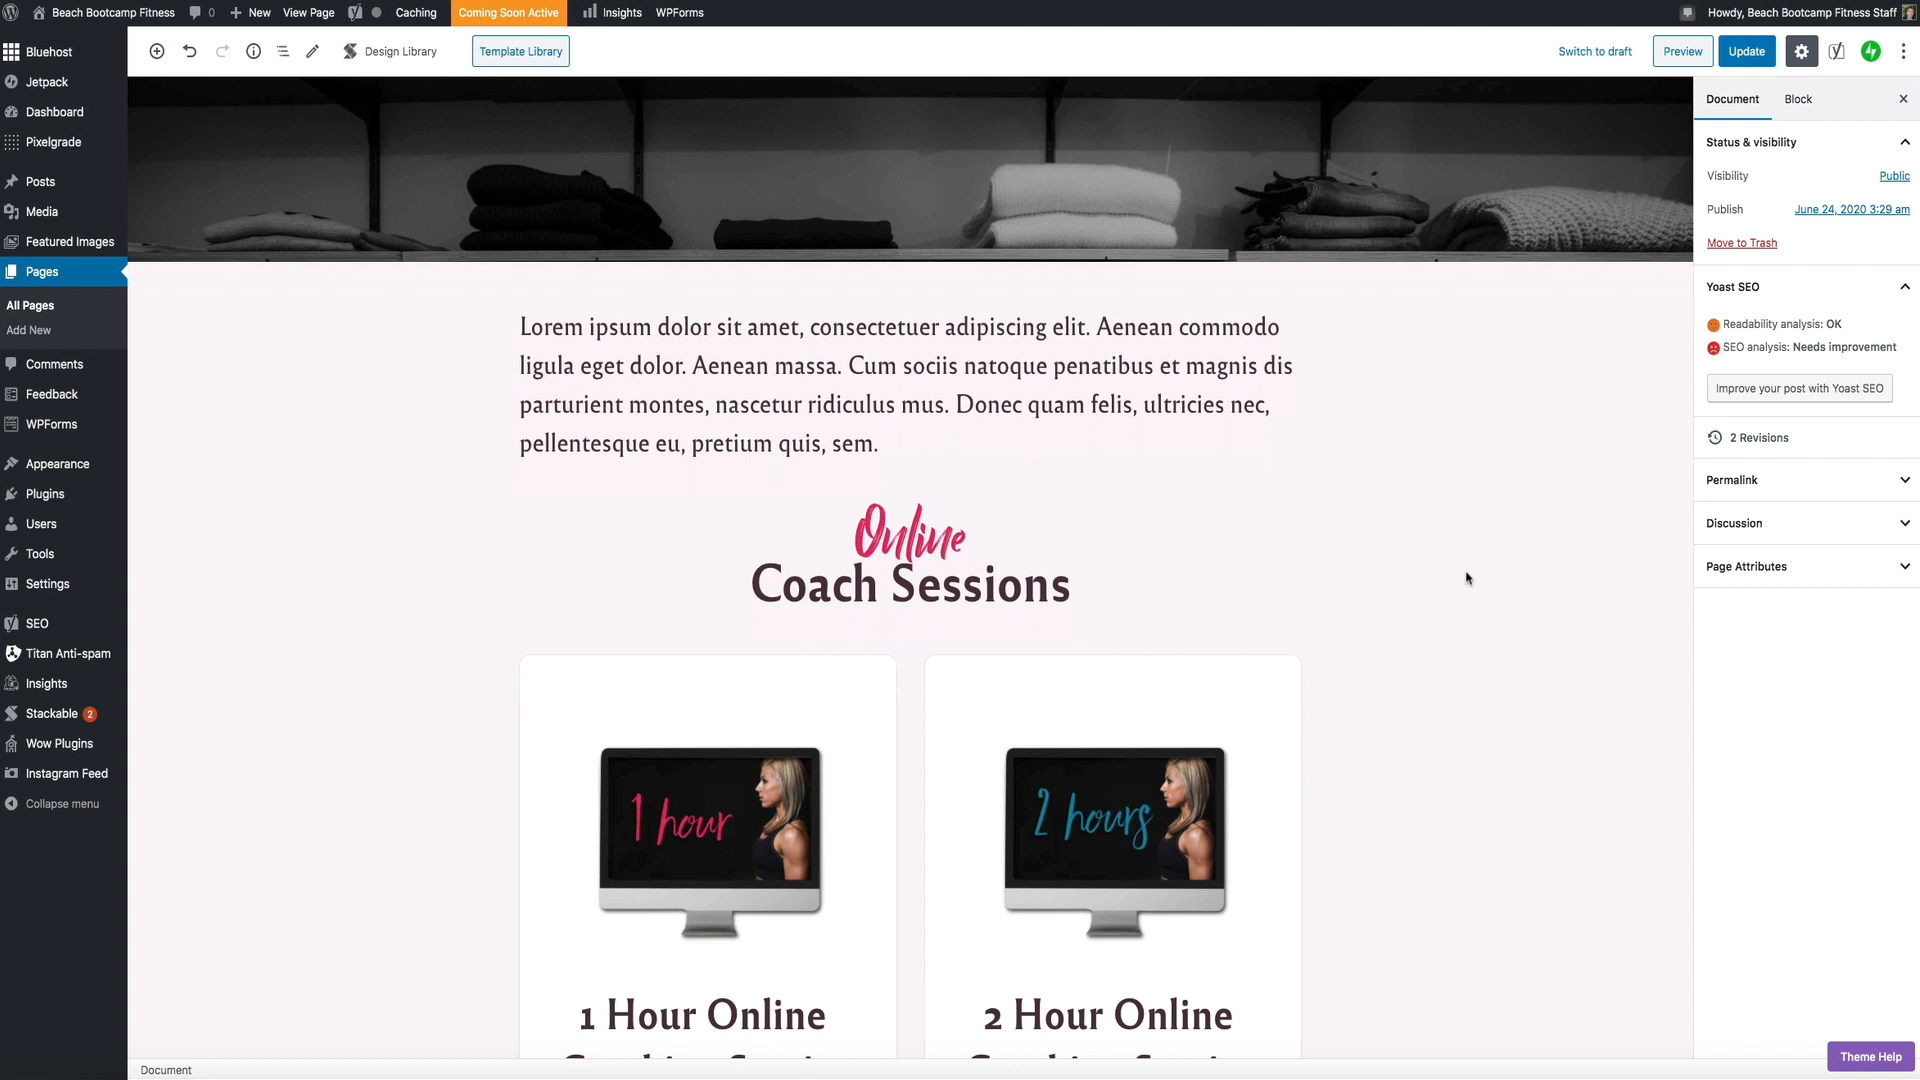 Beach Bootcamp Fitness 0 New View Page Caching Coming Soon Active Insights WPForms Howdy, Beach Bootcamp Fitness Staff
Bluehost
Jetpack
Dashboard
Pixelgrade
Posts
Media
Featured Images
Pages
All Pages
Add New
Comments
Feedback
WPForms
Appearance
Plugins
Users
Tools
Settings
SEO
Titan Anti-spam
Insights
Stackable 2
Wow Plugins
Instagram Feed
Collapse menu
Design Library Template Library Switch to draft Preview Update
Lorem ipsum dolor sit amet, consectetuer adipiscing elit. Aenean commodo
ligula eget dolor. Aenean massa. Cum sociis natoque penatibus et magnis dis
parturient montes, nascetur ridiculus mus. Donec quam felis, ultricies nec,
pellentesque eu, pretium quis, sem.
Online
Coach Sessions
1 hour
2 hours
1 Hour Online
2 Hour Online
Document Block
Status & visibility
Visibility Public
Publish June 24, 2020 3:29 am
Move to Trash
Yoast SEO
Readability analysis: OK
SEO analysis: Needs improvement
Improve your post with Yoast SEO
2 Revisions
Permalink
Discussion
Page Attributes
Theme Help
Document